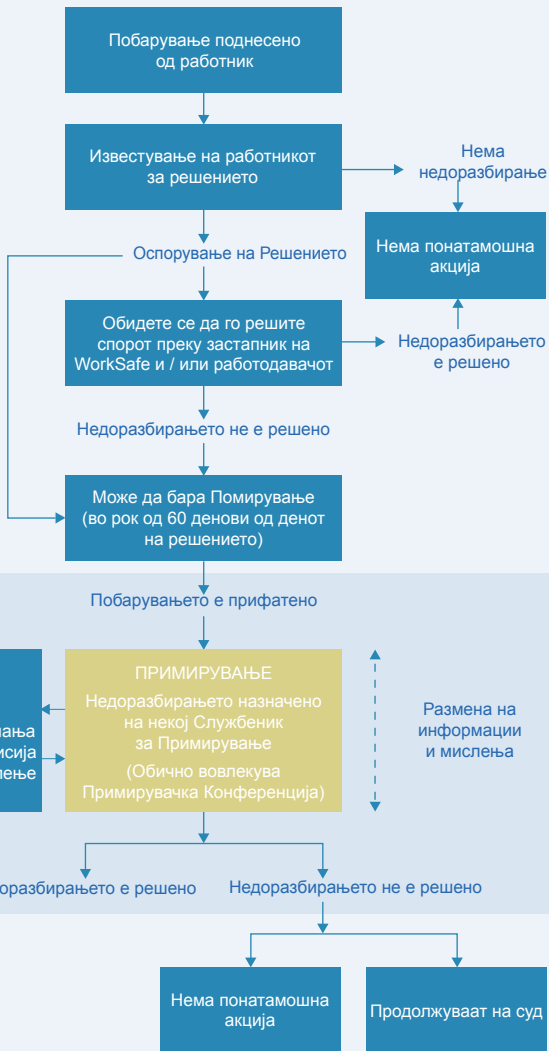 Побарување поднесено
од работник
Известување на работникот
за решението
Нема
недоразбирање
Оспорување на Решението
Нема понатамошна
акција
Обидете се да го решите
спорот преку застапник на
WorkSafe и / или работодавачот
Недоразбирањето
е решено
Недоразбирањето не е решено
Може да бара Помирување
(во рок од 60 денови од денот
на решението)
Побарувањето е прифатено
ПРИМИРУВАЊЕ
Недоразбирањето назначено
на некој Службеник
за Примирување
(Обично вовлекува
Примирувачка Конференција)
Размена на
информации
и мислења
е решено
Недоразбирањето не е решено
Нема понатамошна
акција
Продолжуваат на суд